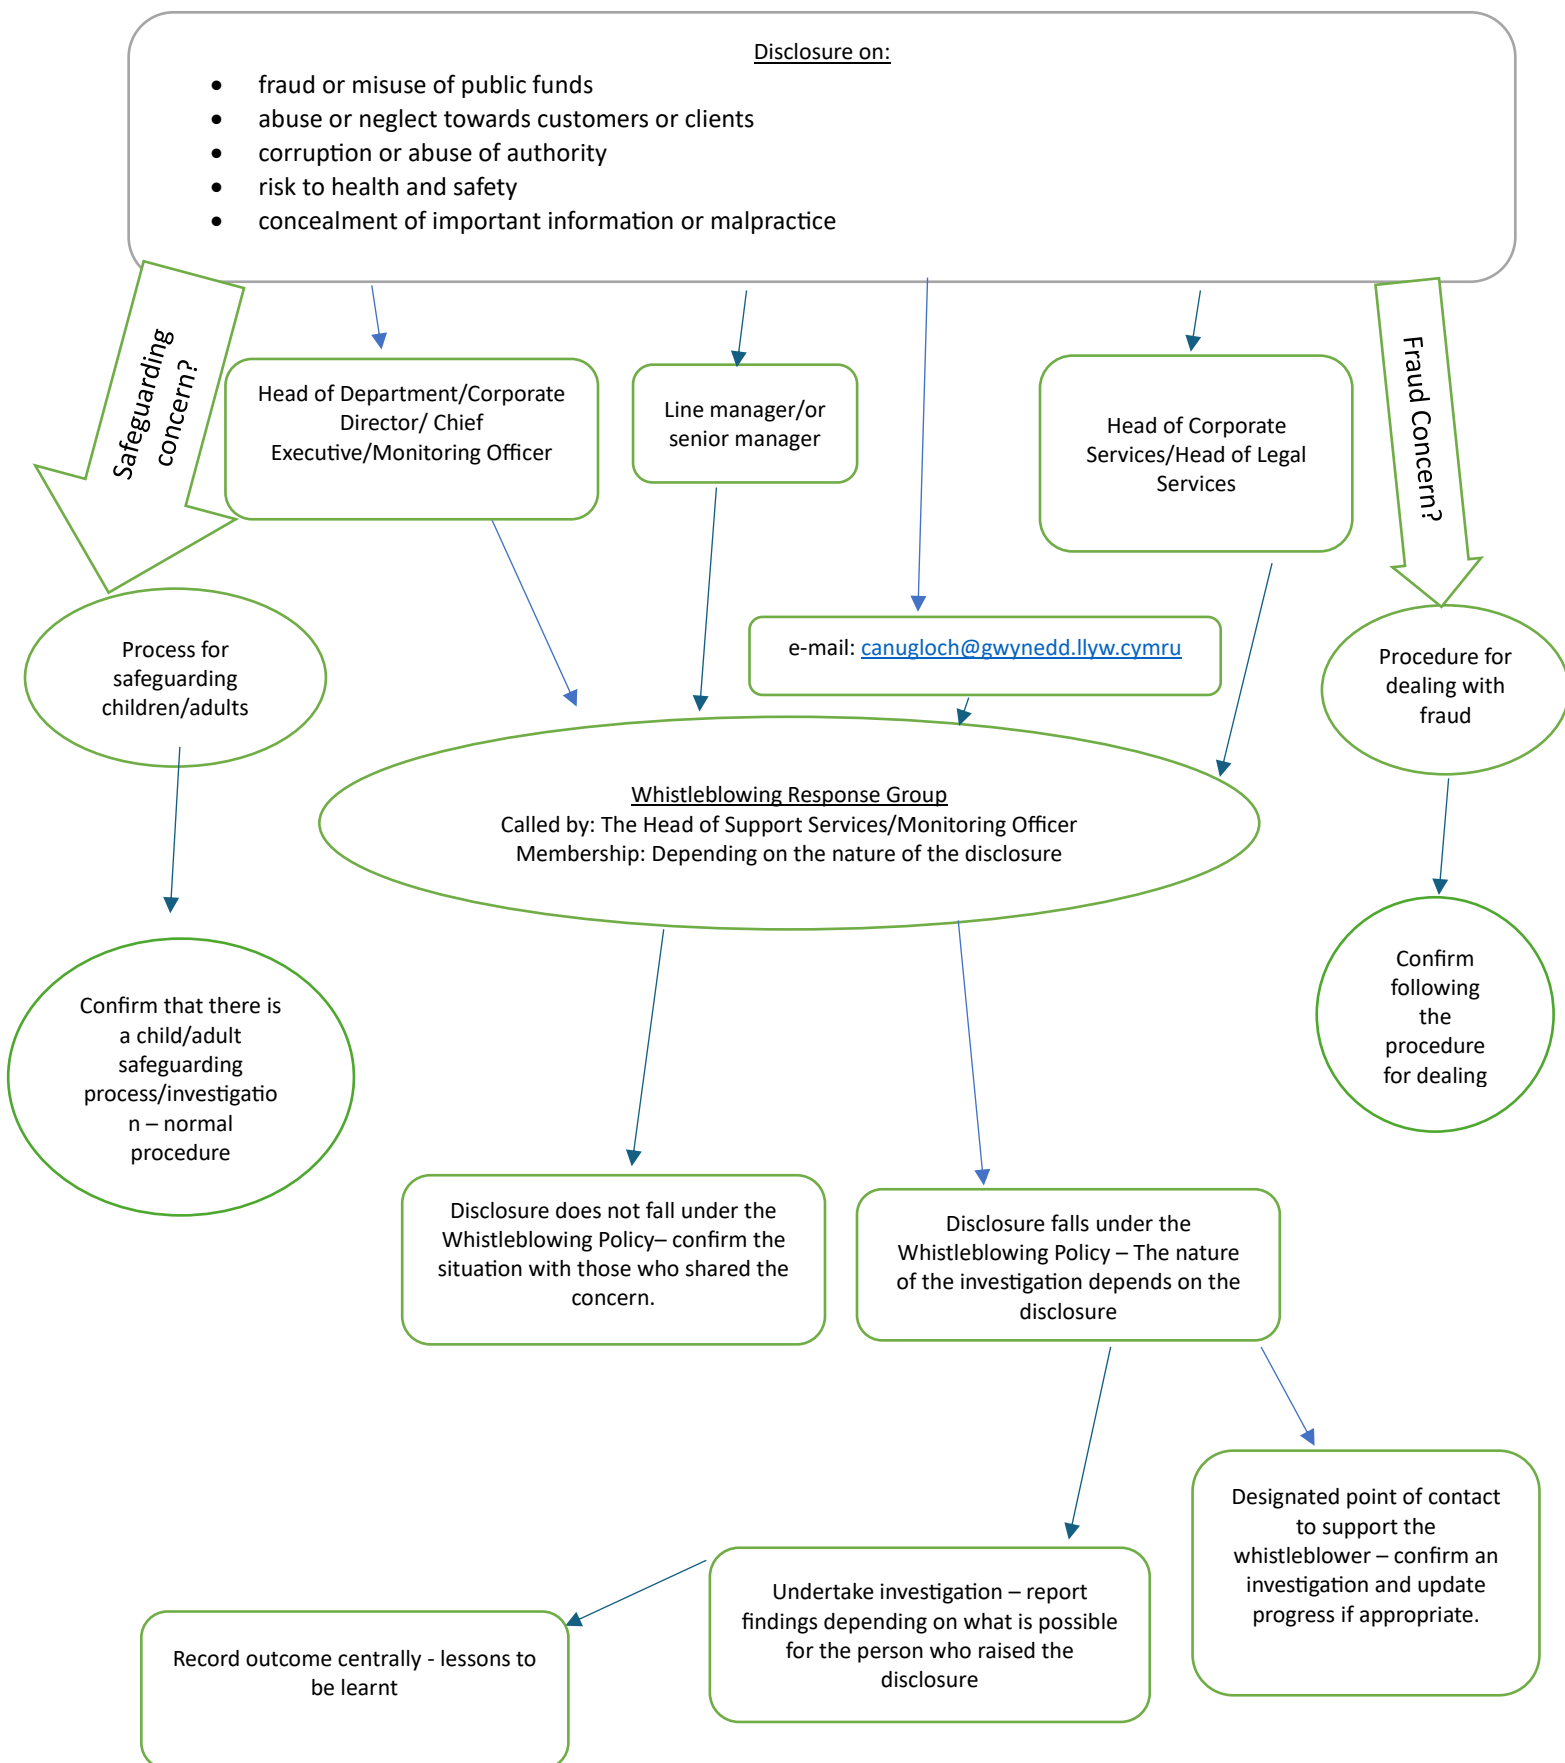 Disclosure on:
• fraud or misuse of public funds
• abuse or neglect towards customers or clients
• corruption or abuse of authority
• risk to health and safety
• concealment of important information or malpractice
Safeguarding
concern?
Head of Department/Corporate
Director/ Chief
Executive/Monitoring Officer
Line manager/or
senior manager
Head of Corporate
Services/Head of Legal
Services
Fraud Concern?
Process for
safeguarding
children/adults
e-mail: canugloch@gwynedd.llyw.cymru
Procedure for
dealing with
fraud
Whistleblowing Response Group
Called by: The Head of Support Services/Monitoring Officer
Membership: Depending on the nature of the disclosure
Confirm that there is
a child/adult
safeguarding
process/investigatio
n – normal
procedure
Confirm
following
the
procedure
for dealing
Disclosure does not fall under the
Whistleblowing Policy– confirm the
situation with those who shared the
concern.
Disclosure falls under the
Whistleblowing Policy – The nature
of the investigation depends on the
disclosure
Designated point of contact
to support the
whistleblower – confirm an
investigation and update
progress if appropriate.
Undertake investigation – report
findings depending on what is possible
for the person who raised the
disclosure
Record outcome centrally - lessons to
be learnt